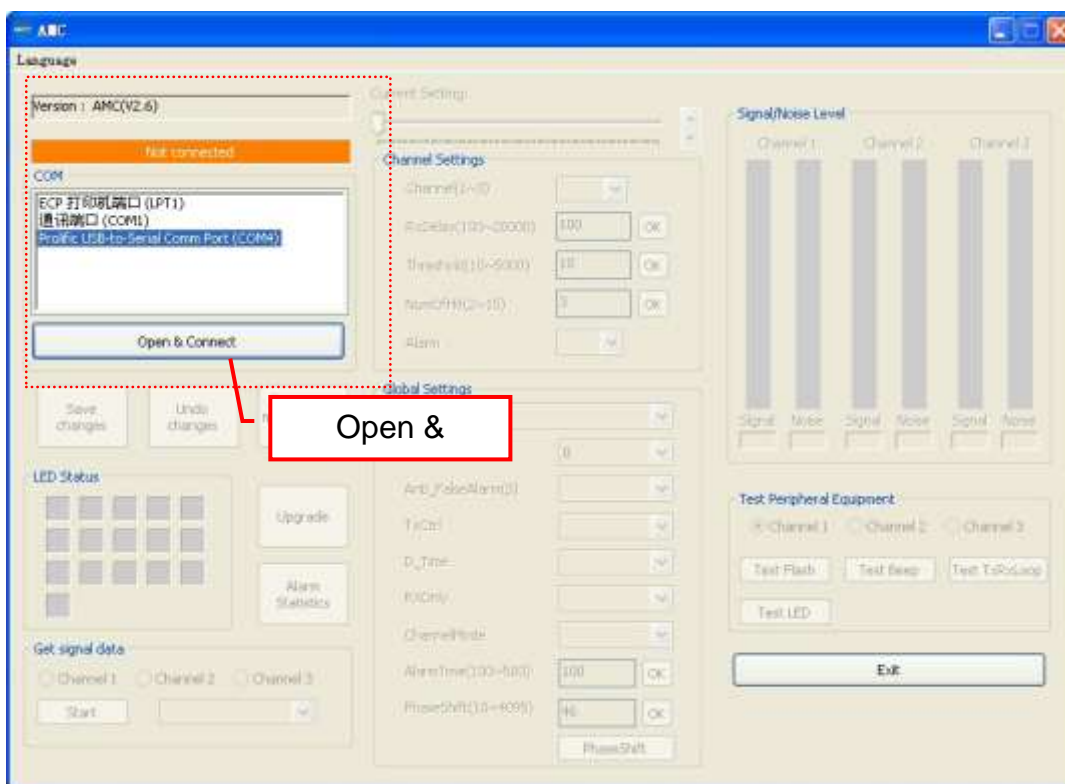 AMC
Language
Version : AMC(V2.6)
Not connected
COM
ECP 打印机端口 (LPT1)
通讯端口 (COM1)
Prolific USB-to-Serial Comm Port (COM4)
Open & Connect
Save changes
Undo changes
LED Status
Upgrade
Alarm Statistics
Get signal data
Channel 1
Channel 2
Channel 3
Start
Current Setting:
Channel Settings
Channel(1~3)
RxDelay(100~20000)
100
OK
Threshold(10~5000)
10
OK
NumOfHit(2~10)
3
OK
Alarm
Global Settings
Open &
Anti_FalseAlarm(S)
TxCtrl
D_Time
RXOnly
ChannelMode
AlarmTime(100~500)
100
OK
PhaseShift(10~4095)
40
OK
PhaseShift
Signal/Noise Level
Channel 1
Channel 2
Channel 3
Signal Noise
Signal Noise
Signal Noise
Test Peripheral Equipment
Channel 1
Channel 2
Channel 3
Test Flash
Test Beep
Test TxRxLoop
Test LED
Exit